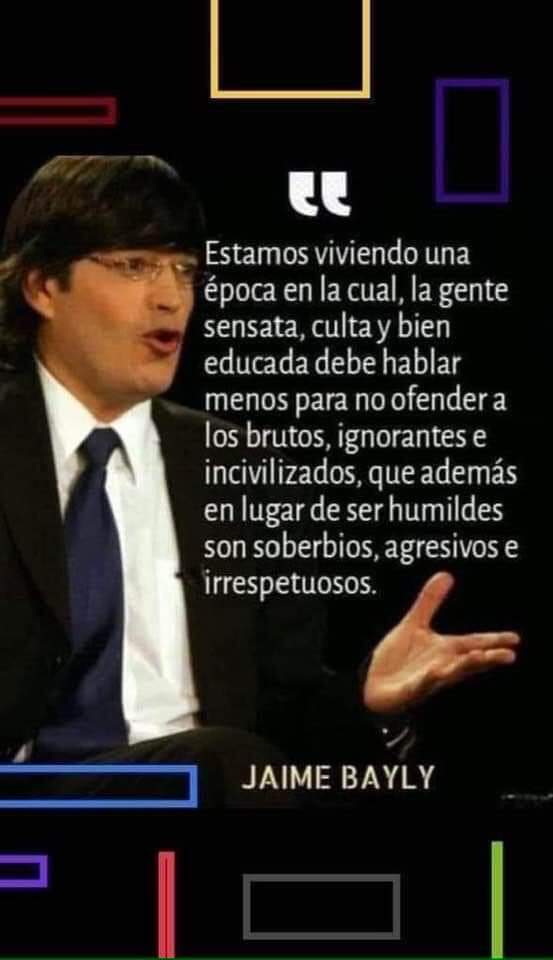 Estamos viviendo una
época en la cual, la gente
sensata, culta y bien
educada debe hablar
menos para no ofender a
los brutos, ignorantes e
incivilizados, que además
en lugar de ser humildes
son soberbios, agresivos e
irrespetuosos.
JAIME BAYLY